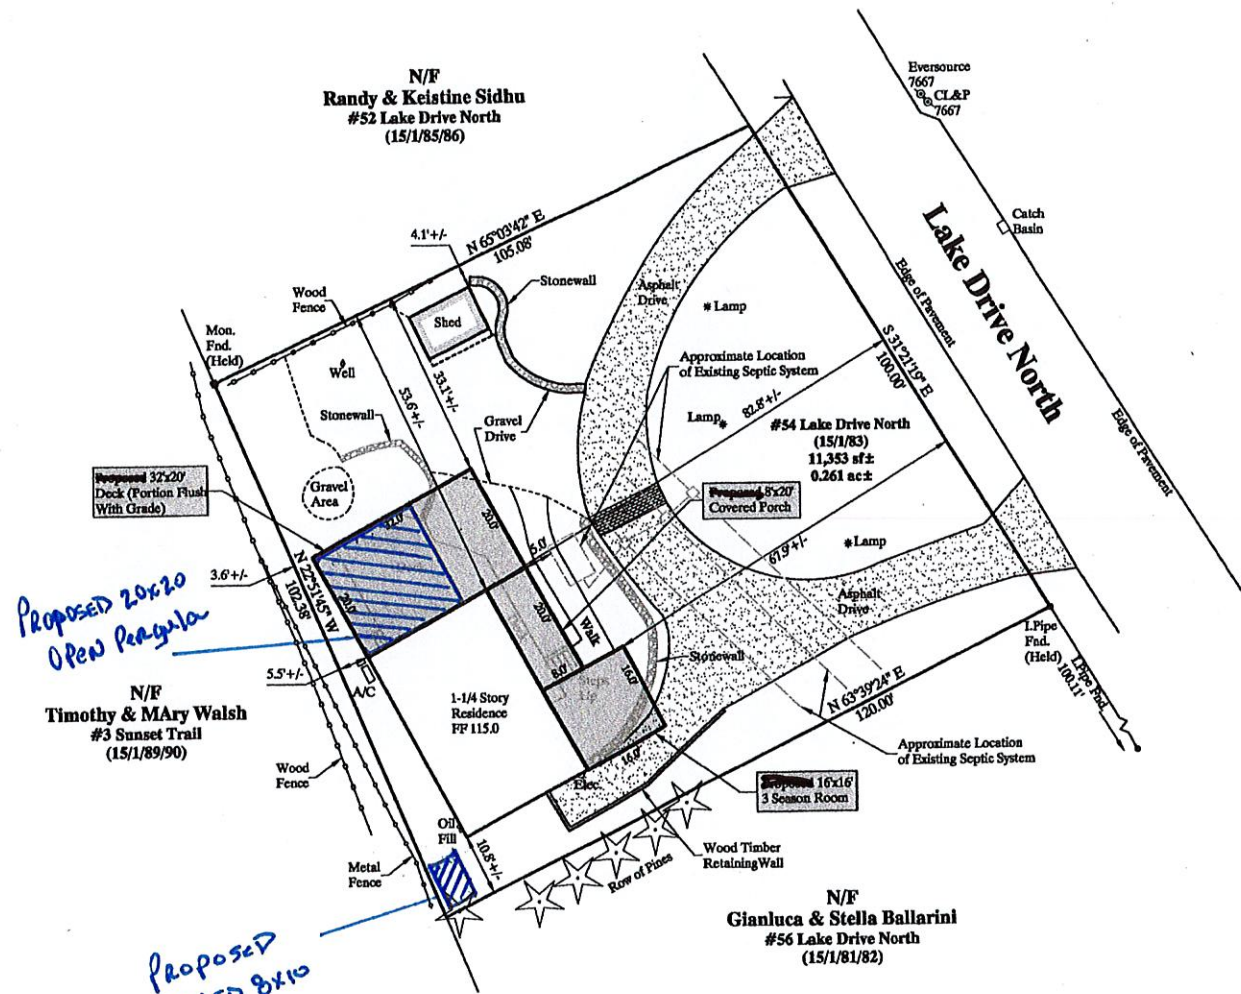 N/F
Randy & Keistine Sidhu
#52 Lake Drive North
(15/1/85/86)
Eversource
7667
CL&P
7667
Catch
Basin
Lake Drive North
Edge of Pavement
Edge of Pavement
S 31°21'19" E
100.00'
N 65°03'42" E
105.08'
4.1'+/-
Stonewall
Wood
Fence
Mon.
Fnd.
(Held)
Shed
Well
53.6'+/-
33.1'+/-
Stonewall
Gravel
Drive
Asphalt
Drive
Lamp
Approximate Location
of Existing Septic System
Lamp
82.8'+/-
#54 Lake Drive North
(15/1/83)
11,353 sf±
0.261 ac±
Proposed 32'x20'
Deck (Portion Flush
With Grade)
Gravel
Area
Proposed 8'x20'
Covered Porch
32.0'
20.0'
5.0'
67.9'+/-
Lamp
3.6'+/-
N 22°51'45" W
102.38'
20.0'
20.0'
Walk
Asphalt
Drive
PROPOSED 20x20
OPEN Pergula
5.5'+/-
A/C
8.0'
Steps
Up
16.0'
Stonewall
I.Pipe
Fnd.
(Held)
I.Pipe Fnd.
100.11'
N 63°39'24" E
120.00'
N/F
Timothy & MAry Walsh
#3 Sunset Trail
(15/1/89/90)
1-1/4 Story
Residence
FF 115.0
16.0'
Elec.
Approximate Location
of Existing Septic System
Wood
Fence
Proposed 16'x16'
3 Season Room
Oil
Fill
10.8'+/-
Metal
Fence
Row of Pines
Wood Timber
Retaining Wall
N/F
Gianluca & Stella Ballarini
#56 Lake Drive North
(15/1/81/82)
PROPOSED
8x10